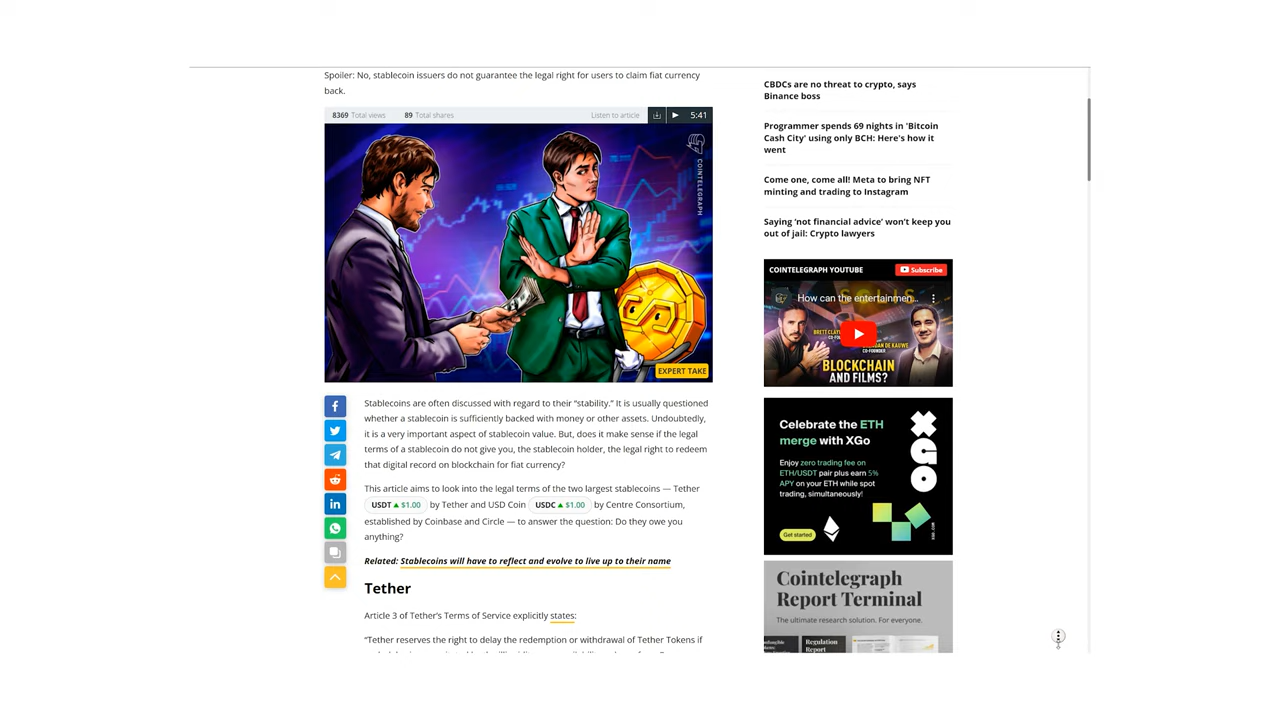 Spoiler: No, stablecoin issuers do not guarantee the legal right for users to claim fiat currency
back.
8369 Total views 89 Total shares Listen to article 5:41
COINTELEGRAPH
EXPERT TAKE
Stablecoins are often discussed with regard to their “stability.” It is usually questioned
whether a stablecoin is sufficiently backed with money or other assets. Undoubtedly,
it is a very important aspect of stablecoin value. But, does it make sense if the legal
terms of a stablecoin do not give you, the stablecoin holder, the legal right to redeem
that digital record on blockchain for fiat currency?
This article aims to look into the legal terms of the two largest stablecoins — Tether
USDT ▲ $1.00 by Tether and USD Coin USDC ▲ $1.00 by Centre Consortium,
established by Coinbase and Circle — to answer the question: Do they owe you
anything?
Related: Stablecoins will have to reflect and evolve to live up to their name
Tether
Article 3 of Tether’s Terms of Service explicitly states:
“Tether reserves the right to delay the redemption or withdrawal of Tether Tokens if
CBDCs are no threat to crypto, says
Binance boss
Programmer spends 69 nights in 'Bitcoin
Cash City' using only BCH: Here's how it
went
Come one, come all! Meta to bring NFT
minting and trading to Instagram
Saying ‘not financial advice’ won’t keep you
out of jail: Crypto lawyers
COINTELEGRAPH YOUTUBE Subscribe
How can the entertainmen...
BLOCKCHAIN
AND FILMS?
Celebrate the ETH
merge with XGo
Enjoy zero trading fee on
ETH/USDT pair plus earn 5%
APY on your ETH while spot
trading, simultaneously!
Get started
XGO
Cointelegraph
Report Terminal
The ultimate research solution. For everyone.
Regulation
Report